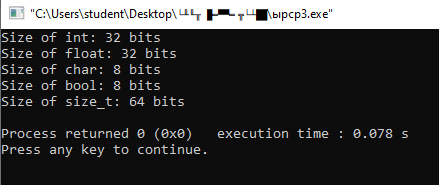 "C:\Users\student\Desktop\ \ырср3.exe"
Size of int: 32 bits
Size of float: 32 bits
Size of char: 8 bits
Size of bool: 8 bits
Size of size_t: 64 bits
Process returned 0 (0x0) execution time : 0.078 s
Press any key to continue.